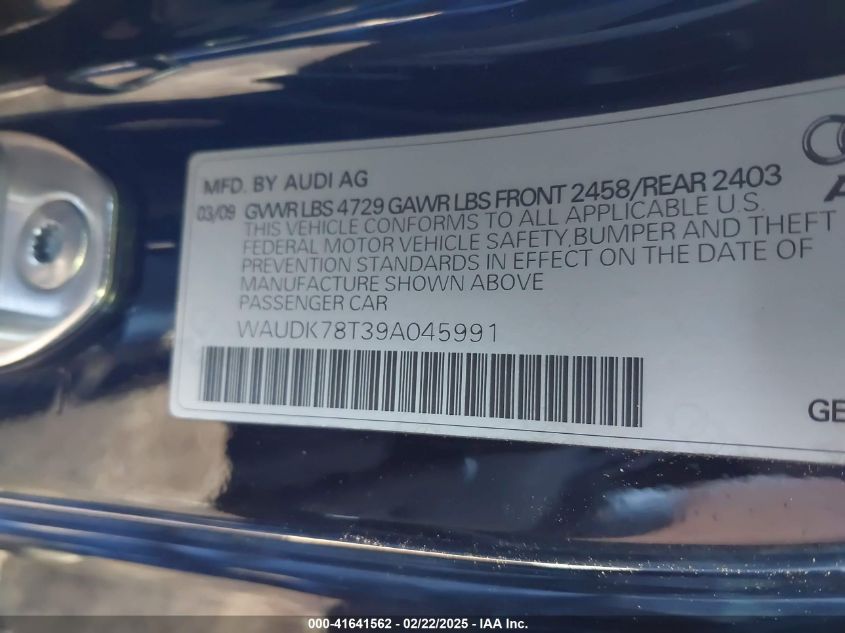 MFD. BY AUDI AG
03/09 GVWR LBS 4729 GAWR LBS FRONT 2458/REAR 2403
THIS VEHICLE CONFORMS TO ALL APPLICABLE U.S.
FEDERAL MOTOR VEHICLE SAFETY, BUMPER AND THEFT
PREVENTION STANDARDS IN EFFECT ON THE DATE OF
MANUFACTURE SHOWN ABOVE
PASSENGER CAR
WAUDK78T39A045991
000-41641562 - 02/22/2025 - IAA Inc.